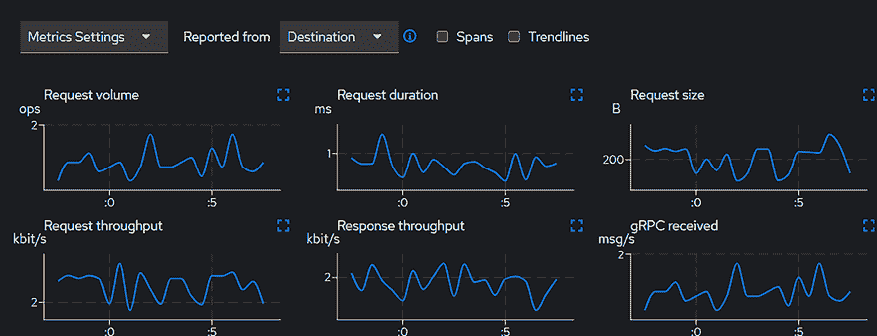 Metrics Settings Reported from Destination Spans Trendlines
Request volume Request duration Request size
ops ms B
2 1 200
:0 :5 :0 :5 :0 :5
Request throughput Response throughput gRPC received
kbit/s kbit/s msg/s
2 2 2
:0 :5 :0 :5 :0 :5